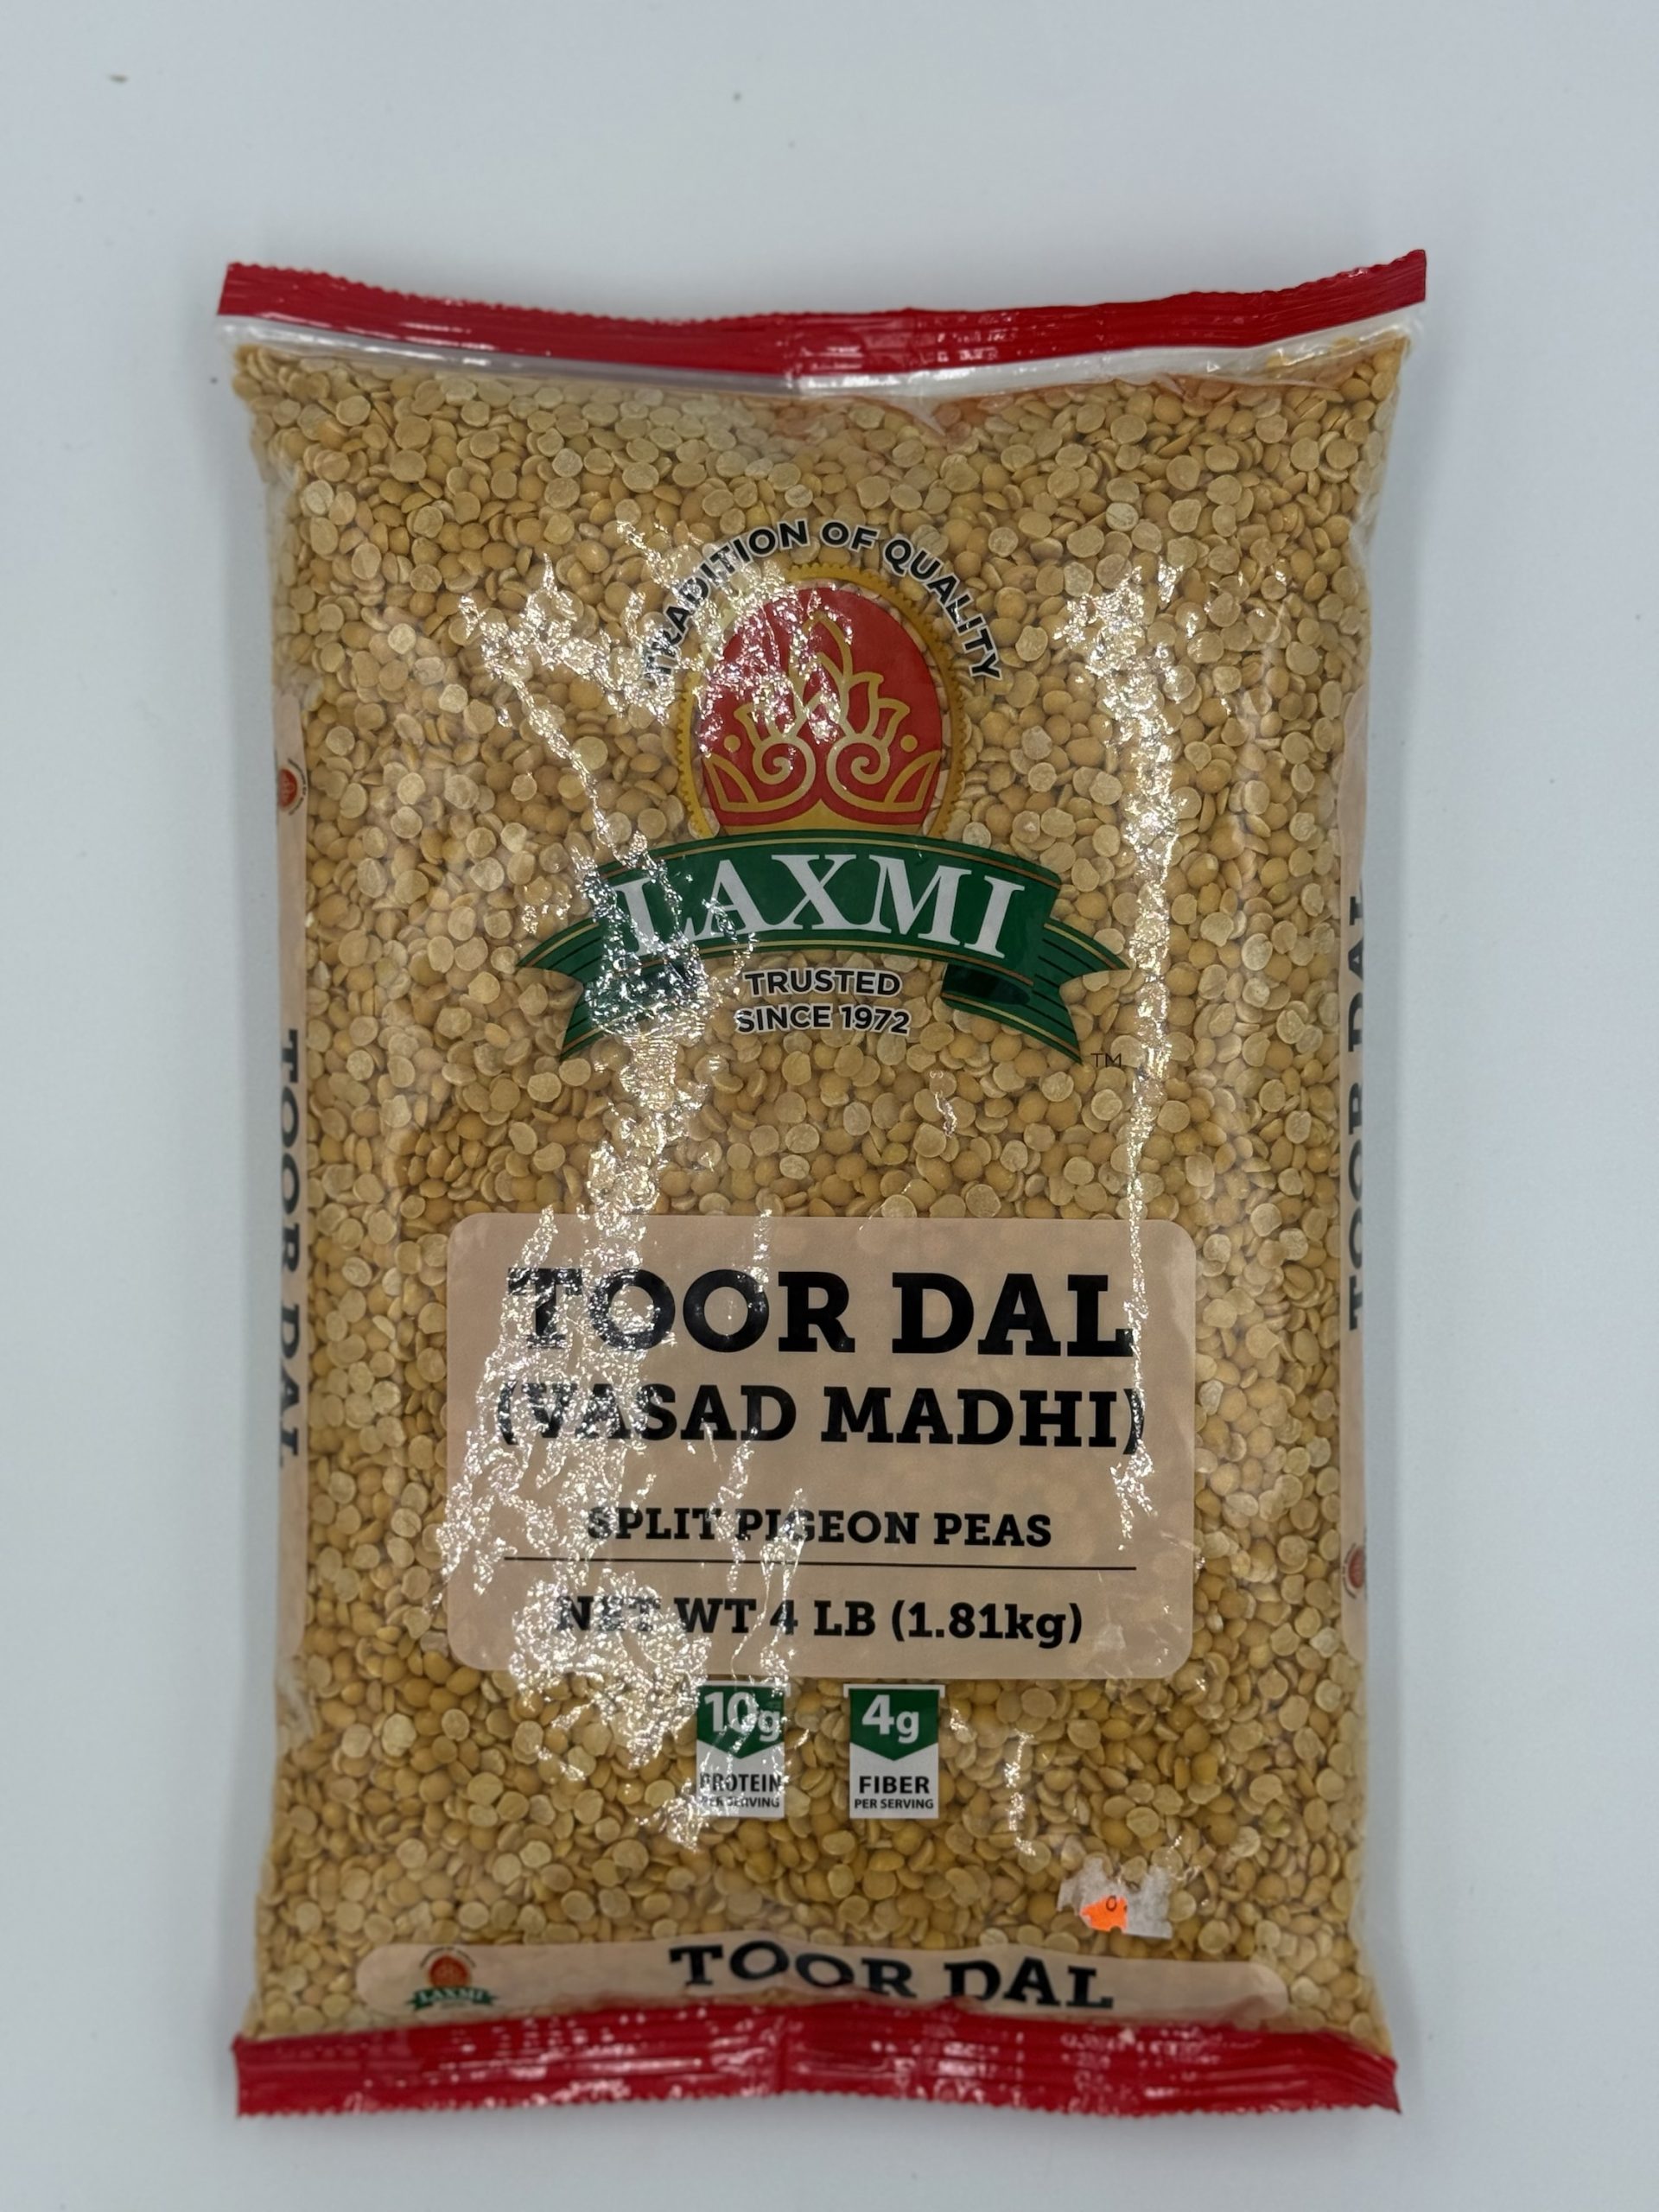 TRADITION OF QUALITY
LAXMI
TRUSTED
SINCE 1972
TM
TOOR DAL
(VASAD MADHI)
SPLIT PIGEON PEAS
NET WT 4 LB (1.81kg)
10g
PROTEIN
PER SERVING
4g
FIBER
PER SERVING
TOOR DAL
TOOR DAL
LAXMI
TOOR DAL